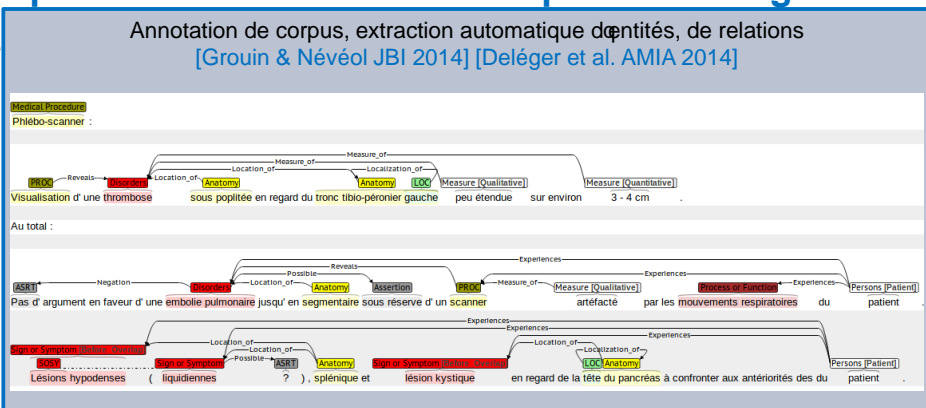 Annotation de corpus, extraction automatique d'entités, de relations
[Grouin & Névéol JBI 2014] [Deléger et al. AMIA 2014]
Medical Procedure
Phlébo-scanner :
Measure_of
Measure_of
Location_of Localization_of
PROC Reveals Disorders Location_of Anatomy Anatomy LOC Measure [Qualitative] Measure [Quantitative]
Visualisation d' une thrombose sous poplitée en regard du tronc tibio-péronier gauche peu étendue sur environ 3 - 4 cm .
Au total :
Experiences
Reveals
Possible Experiences
ASRT Negation Disorders Location_of Anatomy Assertion PROC Measure_of Measure [Qualitative] Process or Function Experiences Persons [Patient]
Pas d' argument en faveur d' une embolie pulmonaire jusqu' en segmentaire sous réserve d' un scanner artéfacté par les mouvements respiratoires du patient .
Experiences
Experiences
Experiences
Location_of Location_of Localization_of
Location_of
Sign or Symptom [Before, Overlap]
SOSY Sign or Symptom Possible ASRT Anatomy Sign or Symptom [Before, Overlap] LOC Anatomy Persons [Patient]
Lésions hypodenses ( liquidiennes ? ) , splénique et lésion kystique en regard de la tête du pancréas à confronter aux antériorités des du patient .